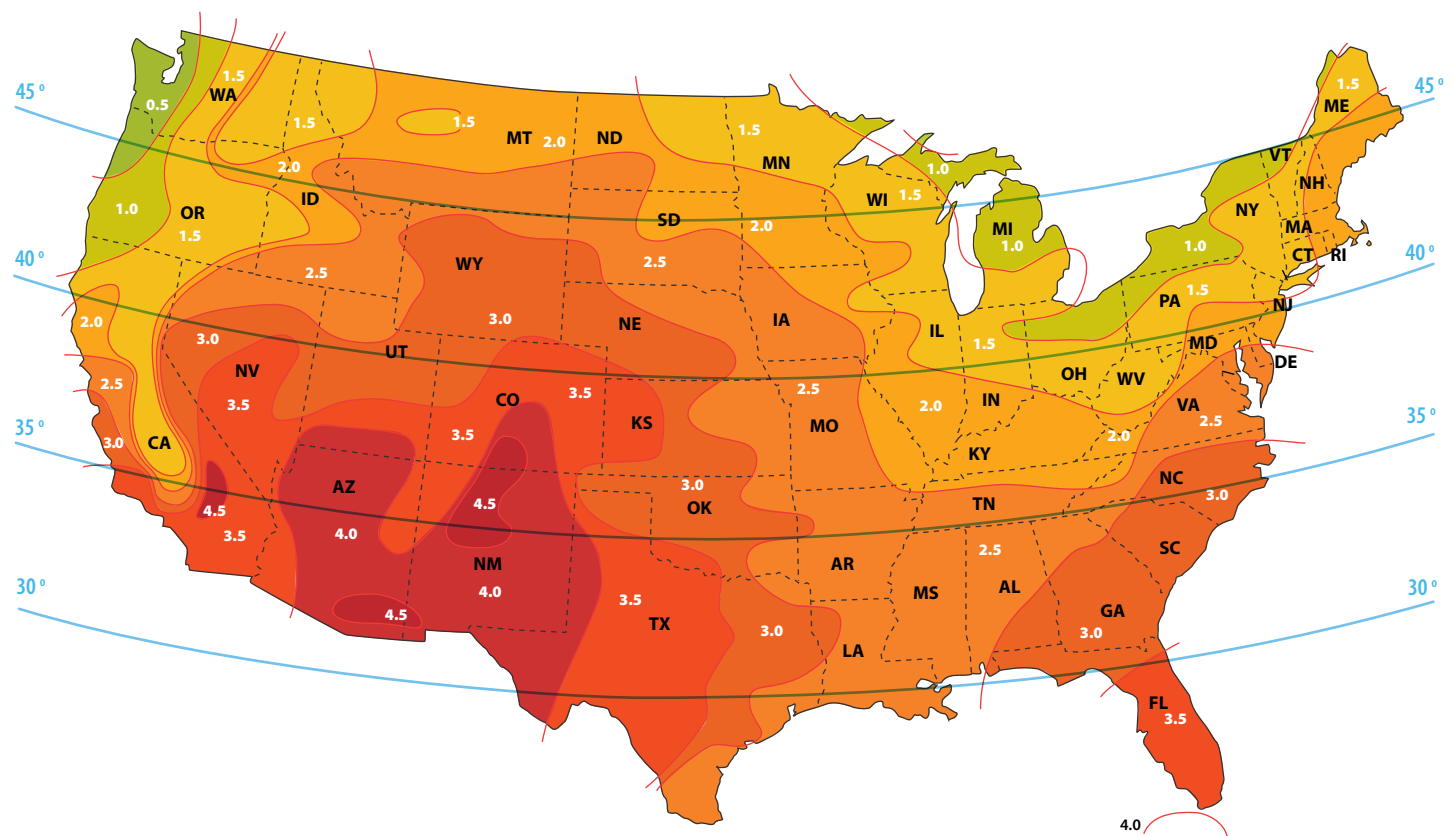 WA 1.5
0.5
45 º
45 º
1.5
ME
1.5
1.5
MT 2.0 ND
1.5
MN
VT
2.0
1.0
NH
ID
WI 1.5
1.0
OR
1.5
SD
2.0
MI
1.0
NY
MA
1.0
CT RI
40 º
40 º
2.5
WY
2.5
1.5
PA
NJ
2.0
3.0
NE
IA
IL
1.5
MD
3.0
UT
DE
NV
OH WV
2.5
3.5
CO
3.5
2.5
2.0
IN
VA
2.5
35 º
35 º
3.0
CA
3.5
KS
MO
2.0
KY
AZ
3.0
NC
3.0
4.5
4.5
OK
TN
3.5
4.0
2.5
SC
NM
AR
30 º
30 º
4.0
3.5
MS
AL
4.5
TX
3.0
GA
3.0
LA
FL
3.5
4.0